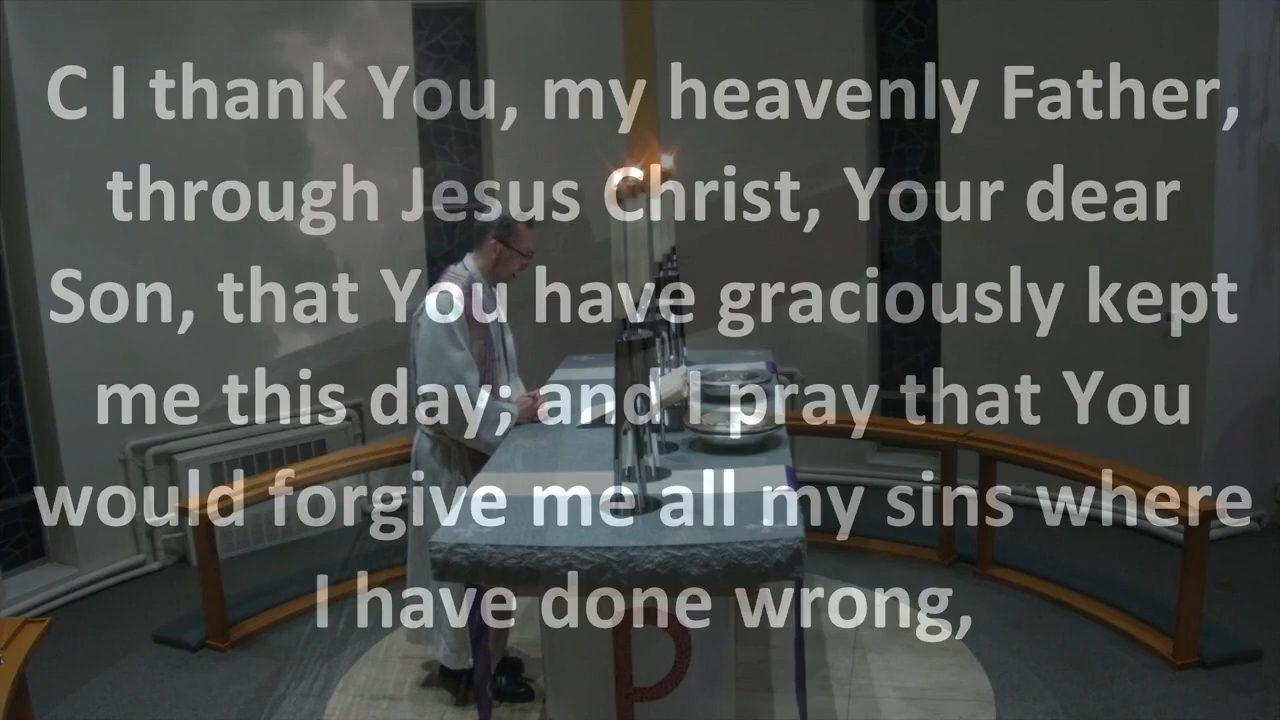 C I thank You, my heavenly Father,
through Jesus Christ, Your dear
Son, that You have graciously kept
me this day; and I pray that You
would forgive me all my sins where
I have done wrong,
P